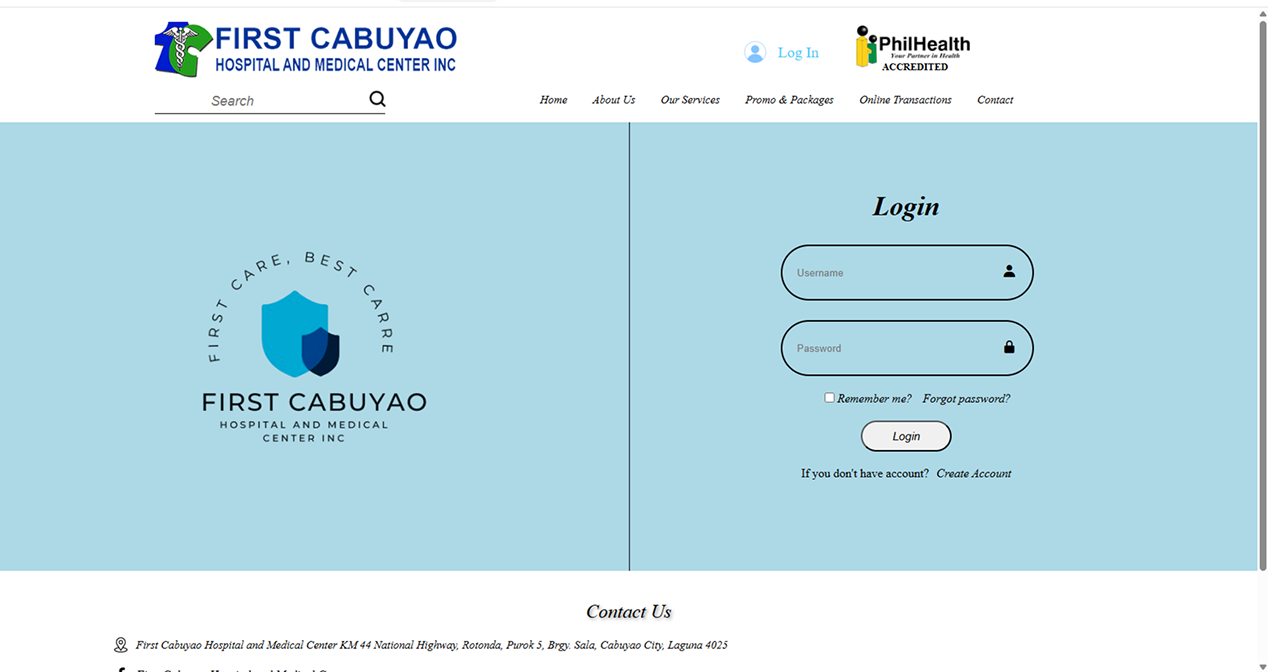 FIRST CABUYAO
HOSPITAL AND MEDICAL CENTER INC
Log In
PhilHealth
Your Partner in Health
ACCREDITED
Search
Home About Us Our Services Promo & Packages Online Transactions Contact
Login
Username
Password
Remember me? Forgot password?
Login
If you don't have account? Create Account
FIRST CARE, BEST CARRE
FIRST CABUYAO
HOSPITAL AND MEDICAL
CENTER INC
Contact Us
First Cabuyao Hospital and Medical Center KM 44 National Highway, Rotonda, Purok 5, Brgy. Sala, Cabuyao City, Laguna 4025